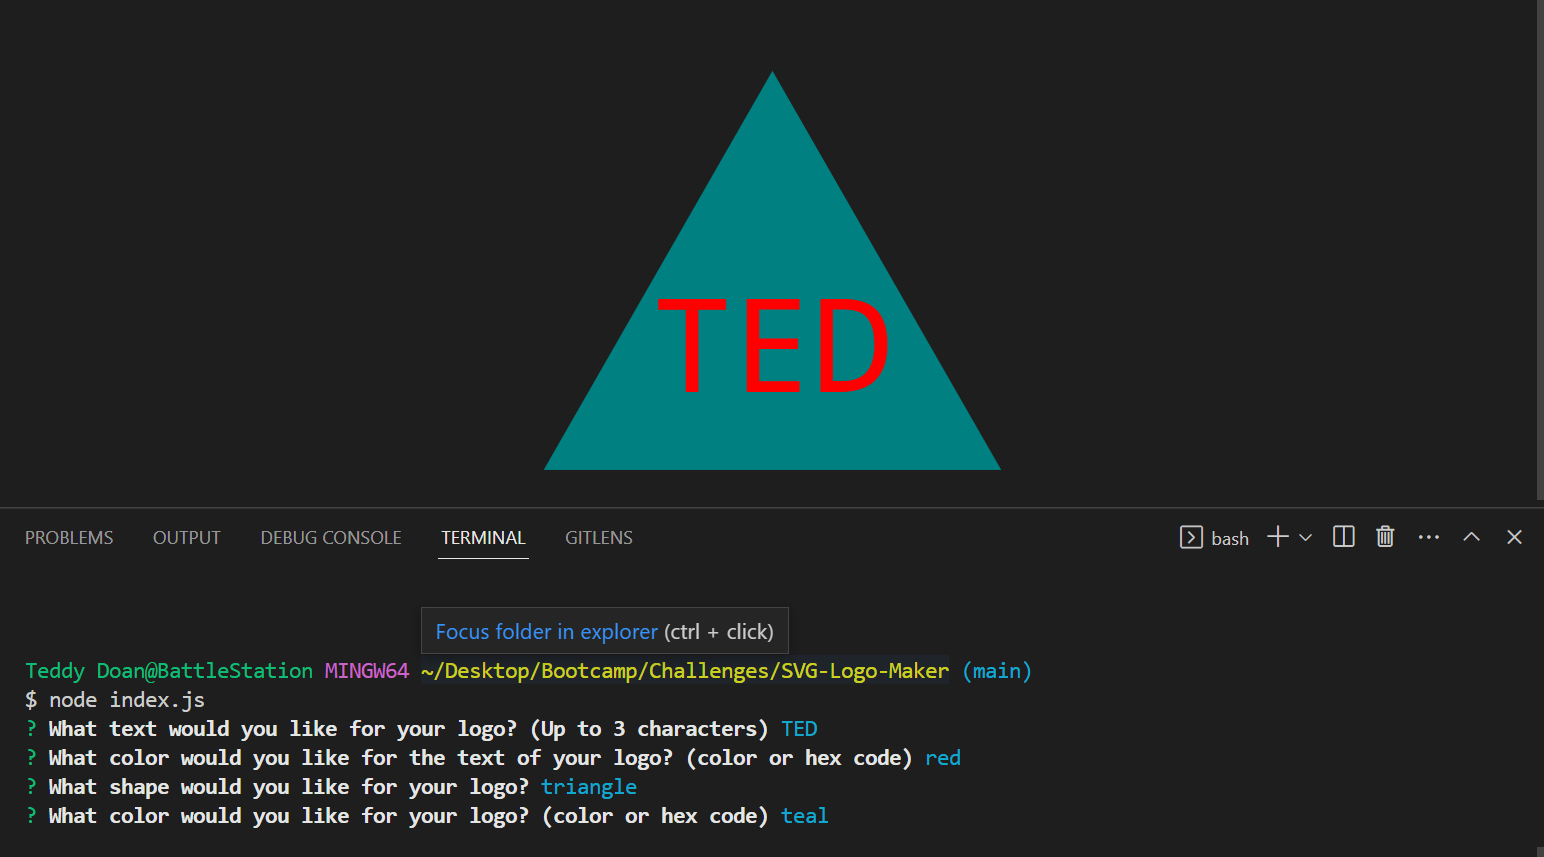 TED
PROBLEMS OUTPUT DEBUG CONSOLE TERMINAL GITLENS bash
Focus folder in explorer (ctrl + click)
Teddy Doan@BattleStation MINGW64 ~/Desktop/Bootcamp/Challenges/SVG-Logo-Maker (main)
$ node index.js
? What text would you like for your logo? (Up to 3 characters) TED
? What color would you like for the text of your logo? (color or hex code) red
? What shape would you like for your logo? triangle
? What color would you like for your logo? (color or hex code) teal